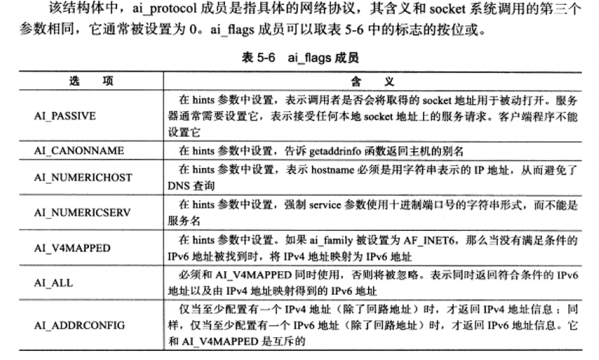 该结构体中，ai_protocol 成员是指具体的网络协议，其含义和 socket 系统调用的第三个
参数相同，它通常被设置为 0。ai_flags 成员可以取表 5-6 中的标志的按位或。
表 5-6 ai_flags 成员
选 项 含 义
AI_PASSIVE 在 hints 参数中设置，表示调用者是否会将取得的 socket 地址用于被动打开。服务
器通常需要设置它，表示接受任何本地 socket 地址上的服务请求。客户端程序不能
设置它
AI_CANONNAME 在 hints 参数中设置，告诉 getaddrinfo 函数返回主机的别名
AI_NUMERICHOST 在 hints 参数中设置，表示 hostname 必须是用字符串表示的 IP 地址，从而避免了
DNS 查询
AI_NUMERICSERV 在 hints 参数中设置，强制 service 参数使用十进制端口号的字符串形式，而不能是
服务名
AI_V4MAPPED 在 hints 参数中设置。如果 ai_family 被设置为 AF_INET6，那么当没有满足条件的
IPv6 地址被找到时，将 IPv4 地址映射为 IPv6 地址
AI_ALL 必须和 AI_V4MAPPED 同时使用，否则将被忽略。表示同时返回符合条件的 IPv6
地址以及由 IPv4 地址映射得到的 IPv6 地址
AI_ADDRCONFIG 仅当至少配置有一个 IPv4 地址（除了回路地址）时，才返回 IPv4 地址信息；同
样，仅当至少配置有一个 IPv6 地址（除了回路地址）时，才返回 IPv6 地址信息。它
和 AI_V4MAPPED 是互斥的